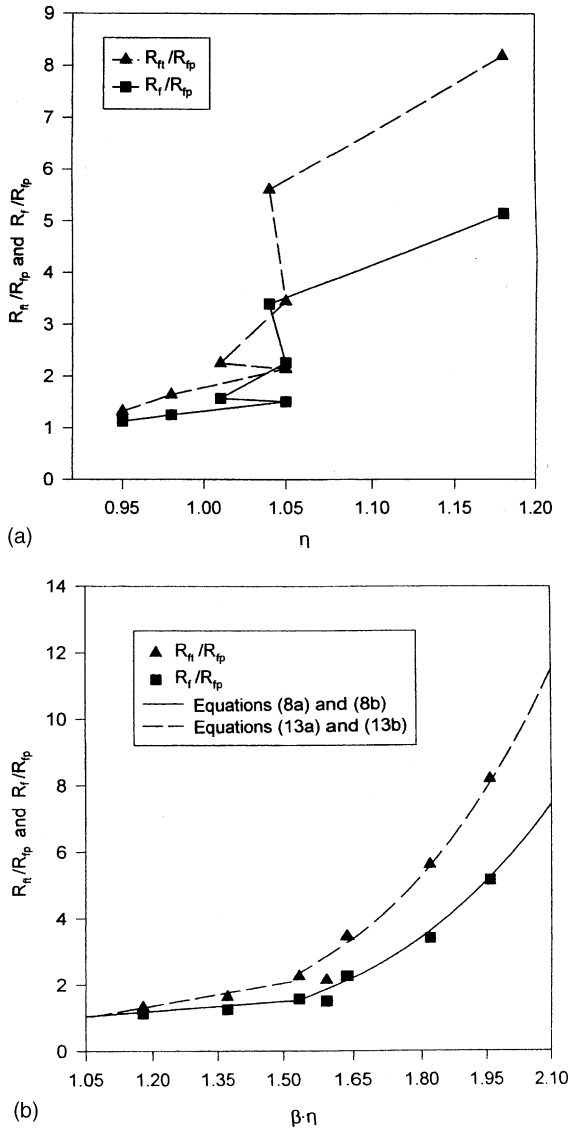 9
8
7
6
5
4
3
2
1
0
R_ft/R_fp and R_f/R_fp
R_ft/R_fp
R_f/R_fp
0.95
1.00
1.05
1.10
1.15
1.20
η
(a)
14
12
10
8
6
4
2
0
R_ft/R_fp and R_f/R_fp
R_ft/R_fp
R_f/R_fp
Equations (8a) and (8b)
Equations (13a) and (13b)
1.05
1.20
1.35
1.50
1.65
1.80
1.95
2.10
β·η
(b)